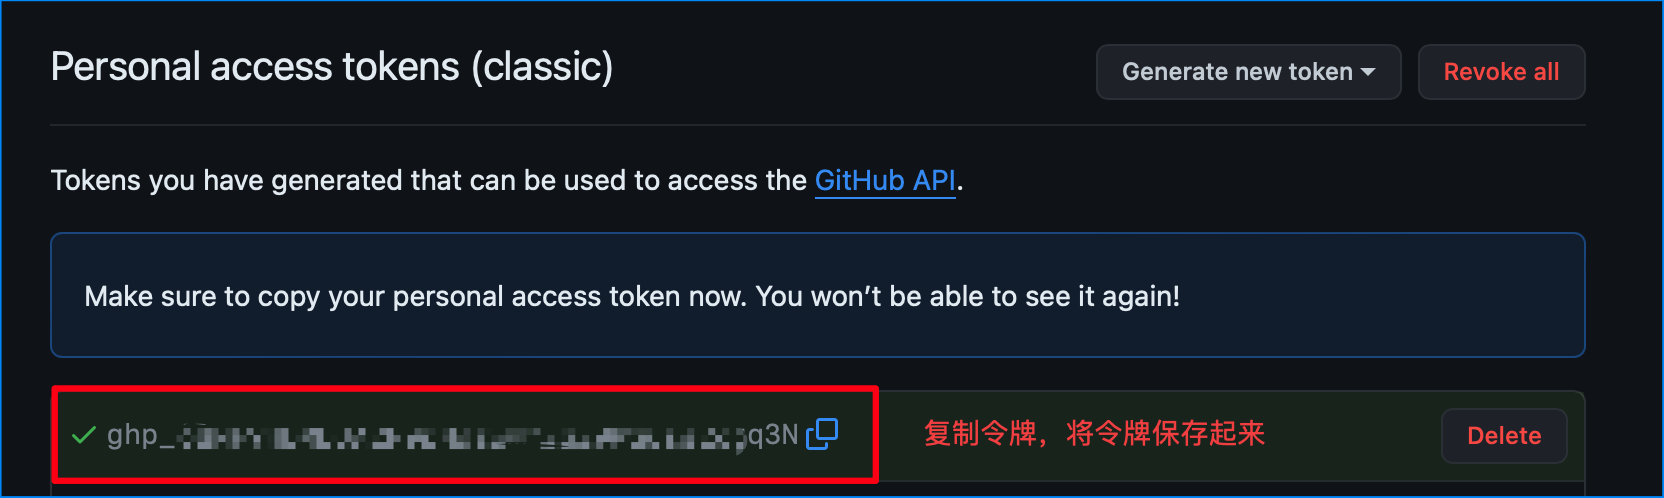 Personal access tokens (classic)
Generate new token
Revoke all
Tokens you have generated that can be used to access the GitHub API.
Make sure to copy your personal access token now. You won't be able to see it again!
ghp_
q3N
复制令牌，将令牌保存起来
Delete